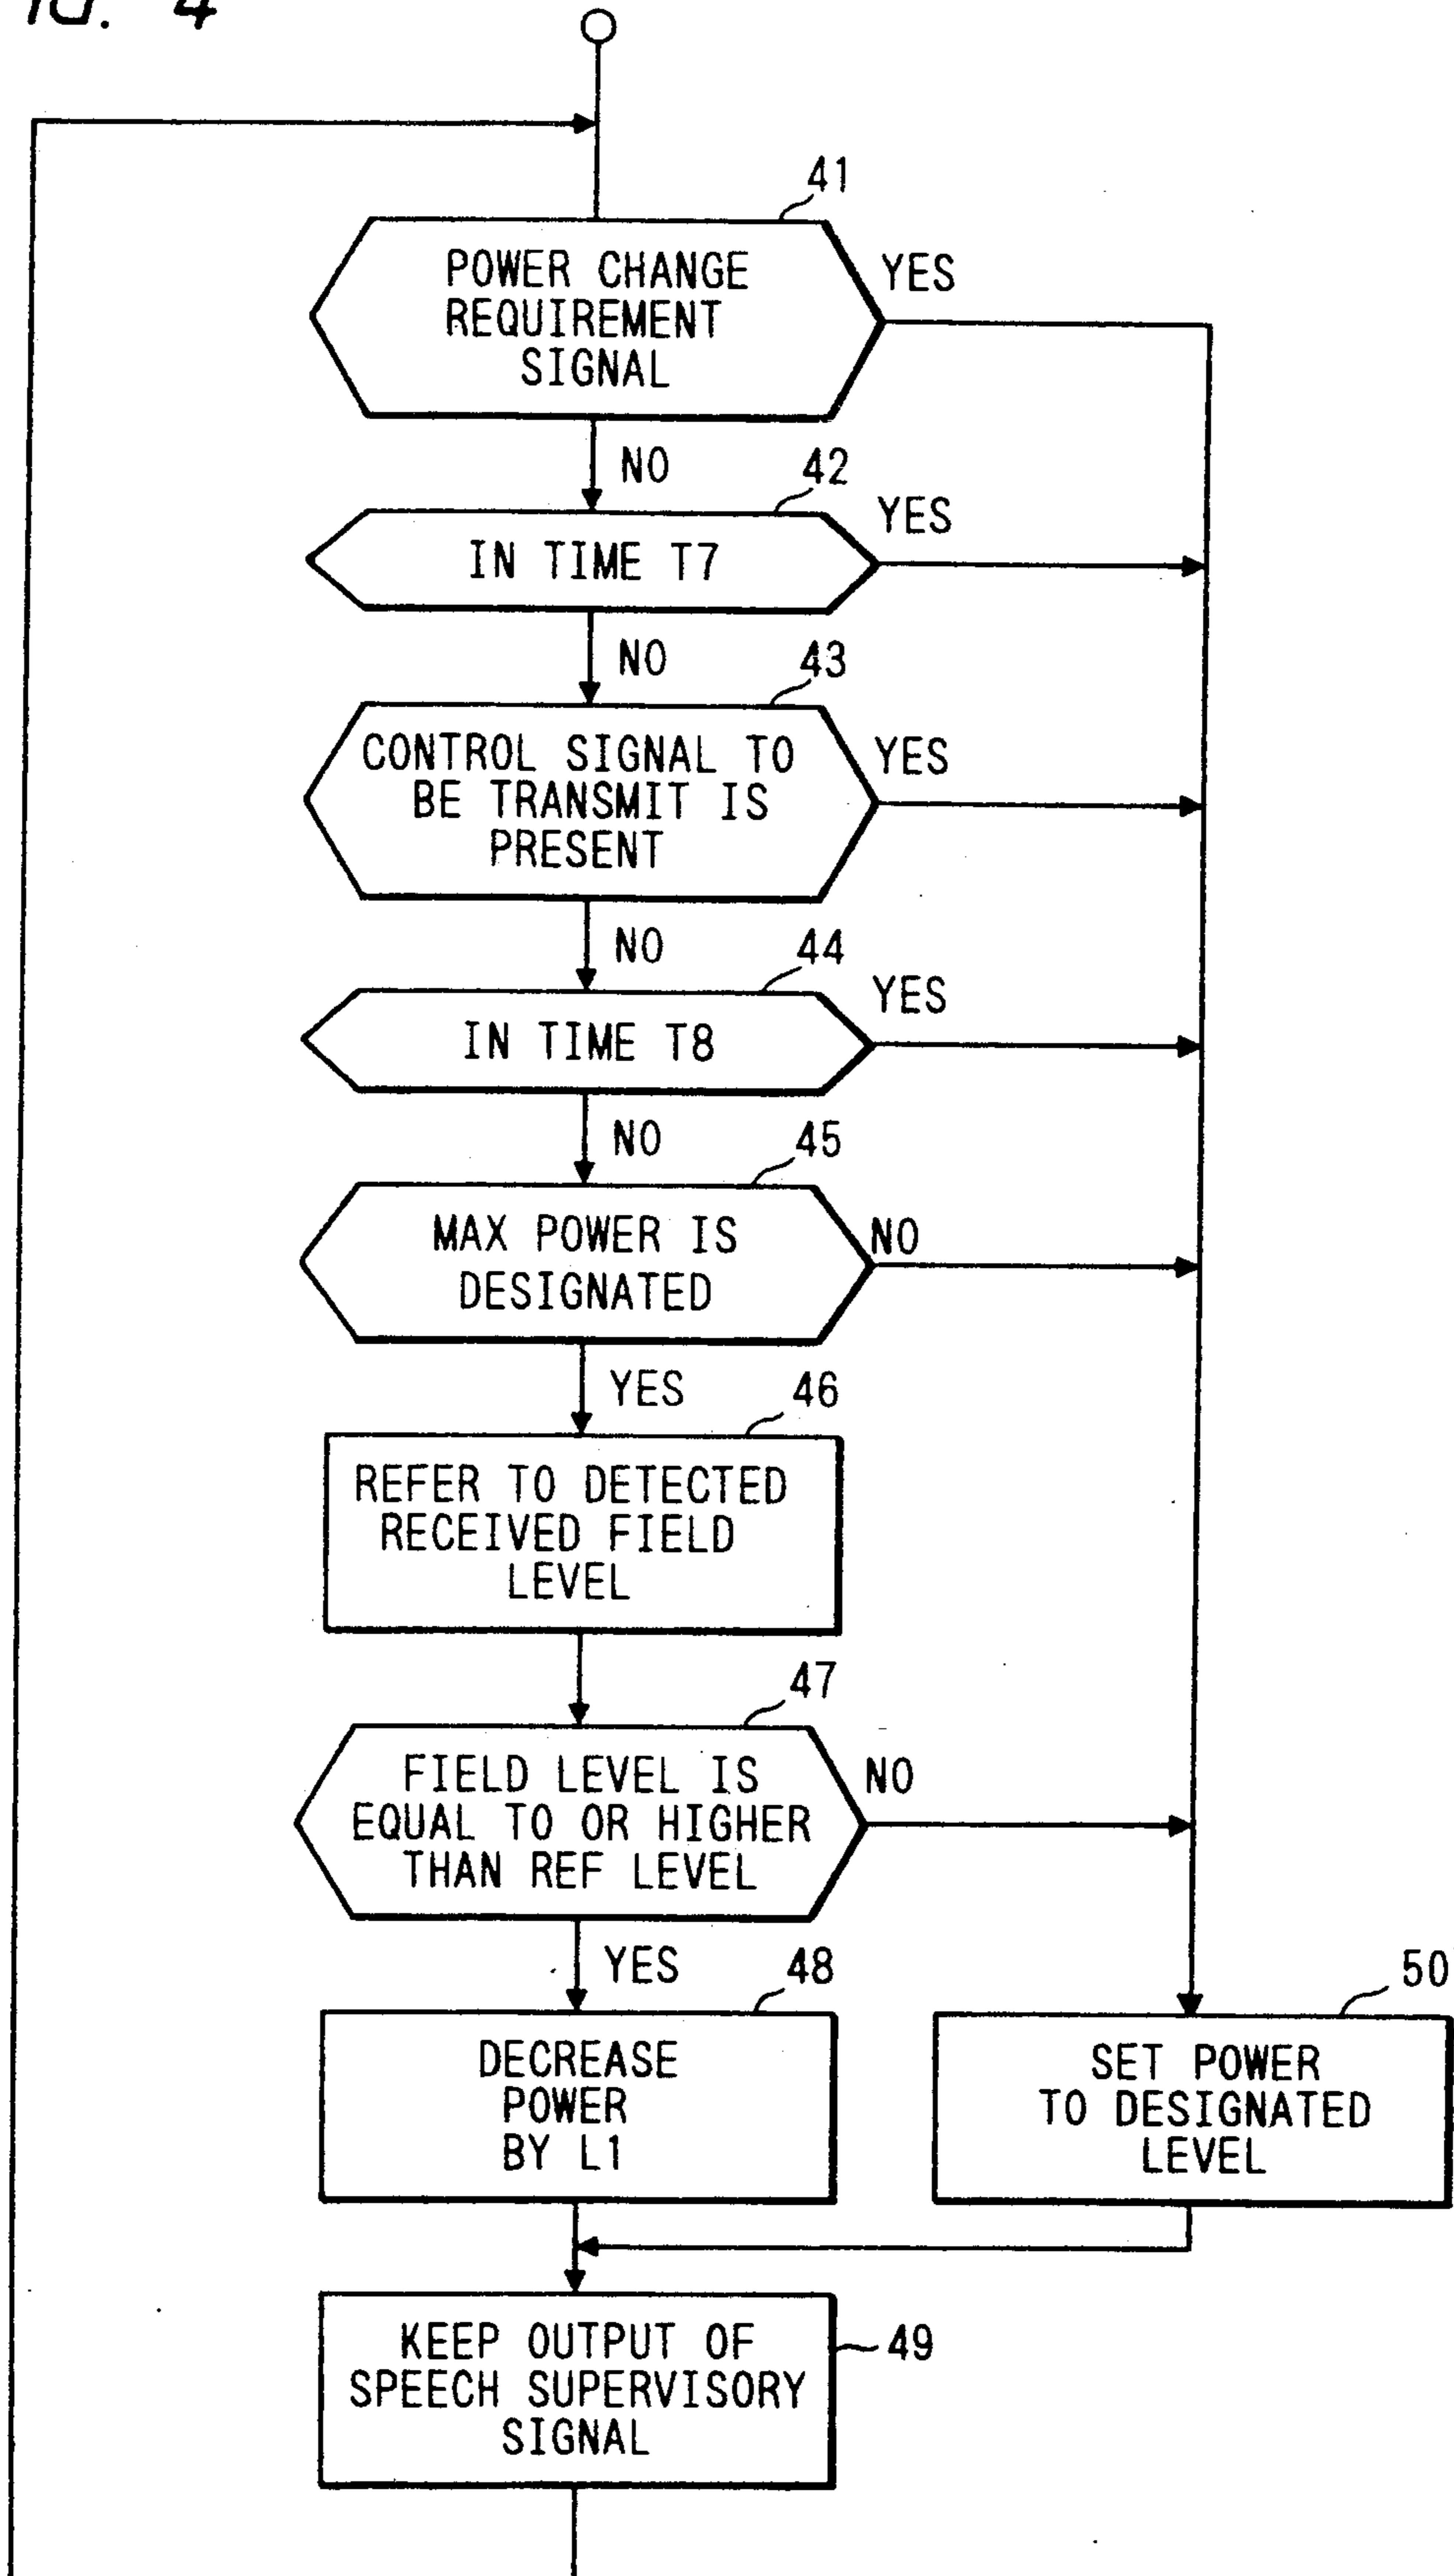 4
41
POWER CHANGE
REQUIREMENT
SIGNAL
YES
NO
42
IN TIME T7
YES
NO
43
CONTROL SIGNAL TO
BE TRANSMIT IS
PRESENT
YES
NO
44
IN TIME T8
YES
NO
45
MAX POWER IS
DESIGNATED
NO
YES
46
REFER TO DETECTED
RECEIVED FIELD
LEVEL
47
FIELD LEVEL IS
EQUAL TO OR HIGHER
THAN REF LEVEL
NO
YES
48
DECREASE
POWER
BY L1
50
SET POWER
TO DESIGNATED
LEVEL
KEEP OUTPUT OF
SPEECH SUPERVISORY
SIGNAL
49